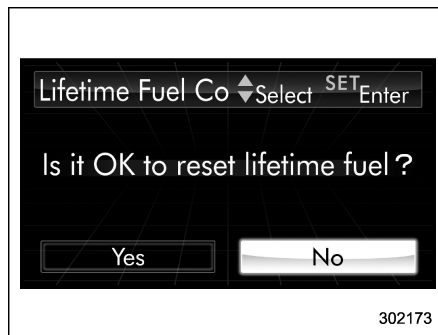 Lifetime Fuel Co Select SET Enter
Is it OK to reset lifetime fuel ?
Yes No
302173